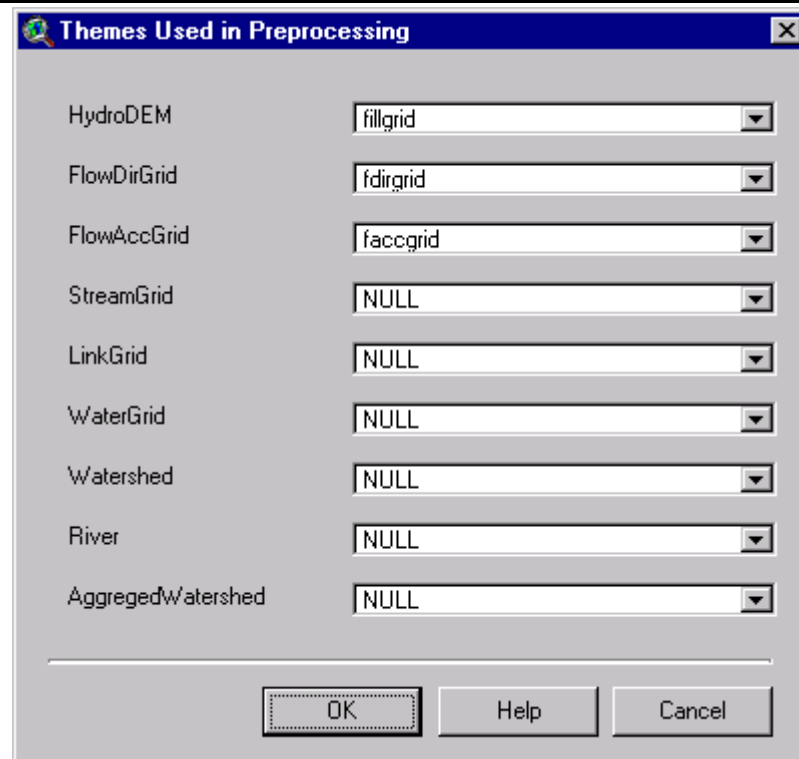 Themes Used in Preprocessing
HydroDEM fillgrid
FlowDirGrid fdirgrid
FlowAccGrid faccgrid
StreamGrid NULL
LinkGrid NULL
WaterGrid NULL
Watershed NULL
River NULL
AggregedWatershed NULL
OK Help Cancel